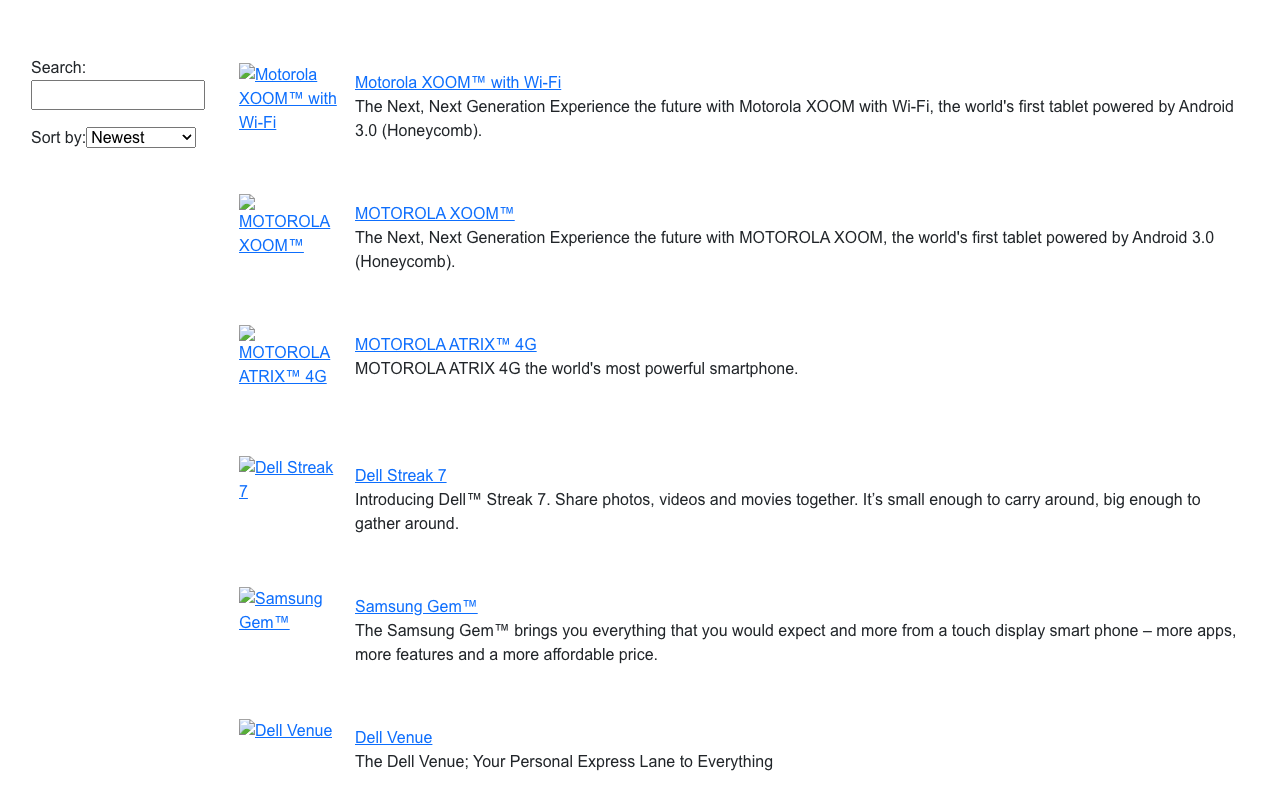 Search:
Sort by: Newest
Motorola XOOM™ with Wi-Fi
Motorola XOOM™ with Wi-Fi
The Next, Next Generation Experience the future with Motorola XOOM with Wi-Fi, the world's first tablet powered by Android
3.0 (Honeycomb).
MOTOROLA XOOM™
MOTOROLA XOOM™
The Next, Next Generation Experience the future with MOTOROLA XOOM, the world's first tablet powered by Android 3.0
(Honeycomb).
MOTOROLA ATRIX™ 4G
MOTOROLA ATRIX™ 4G
MOTOROLA ATRIX 4G the world's most powerful smartphone.
Dell Streak 7
Dell Streak 7
Introducing Dell™ Streak 7. Share photos, videos and movies together. It’s small enough to carry around, big enough to
gather around.
Samsung Gem™
Samsung Gem™
The Samsung Gem™ brings you everything that you would expect and more from a touch display smart phone – more apps,
more features and a more affordable price.
Dell Venue
Dell Venue
The Dell Venue; Your Personal Express Lane to Everything